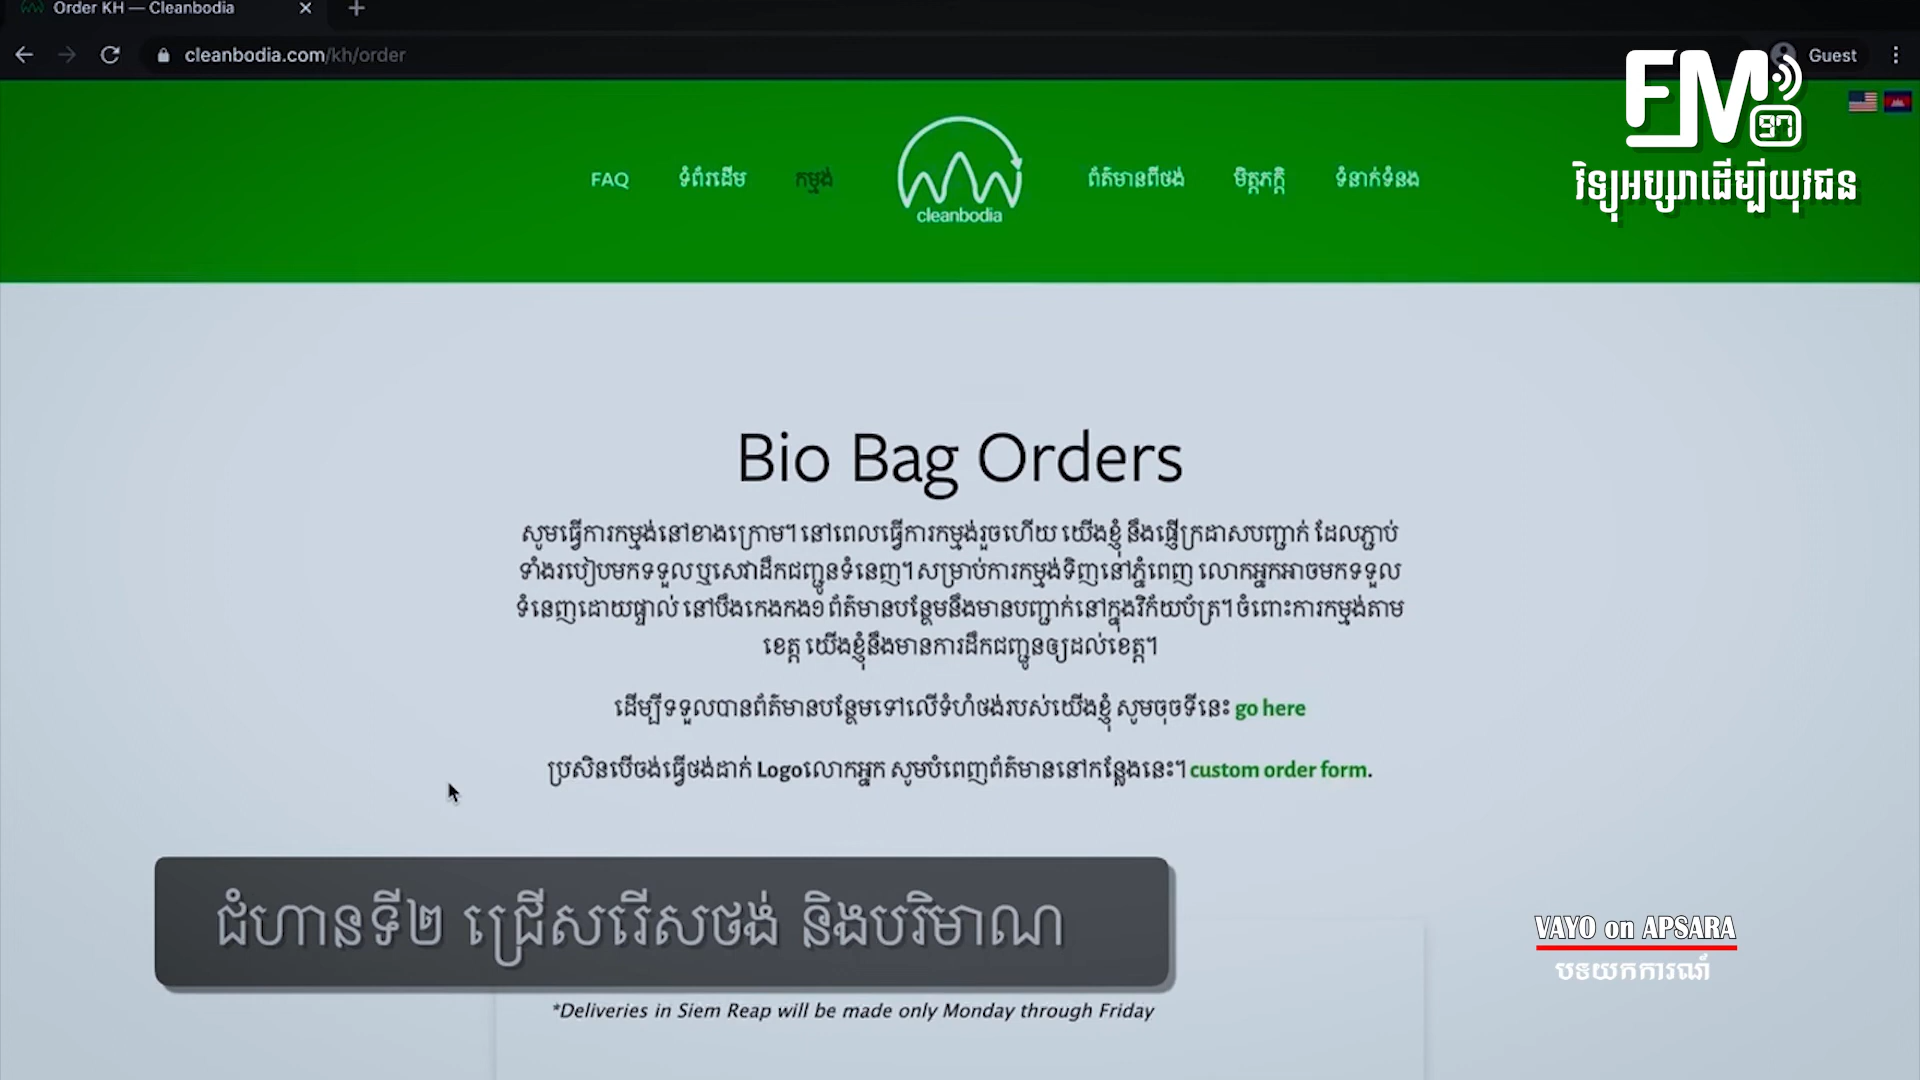 Order KH — Cleanbodia
cleanbodia.com/kh/order
Guest
FM 97
វិទ្យុអប្សរាដើម្បីយុវជន
FAQ ទំព័រដើម កម្មង់ cleanbodia ព័ត៌មានពីថង់ មិត្តភក្តិ ទំនាក់ទំនង
Bio Bag Orders
សូមធ្វើការកម្មង់នៅខាងក្រោម។ នៅពេលធ្វើការកម្មង់រួចហើយ យើងខ្ញុំ នឹងផ្ញើក្រដាសបញ្ជាក់ ដែលភ្ជាប់
ទាំងរបៀបមកទទួល ឬសេវាដឹកជញ្ជូនទំនេញ។ សម្រាប់ការកម្មង់ទិញនៅភ្នំពេញ លោកអ្នកអាចមកទទួល
ទំនេញដោយផ្ទាល់ នៅបឹងកេងកង១ ព័ត៌មានបន្ថែមនឹងមានបញ្ជាក់នៅក្នុងវិក័យប័ត្រ។ ចំពោះការកម្មង់តាម
ខេត្ត យើងខ្ញុំនឹងមានការដឹកជញ្ជូនឲ្យដល់ខេត្ត។
ដើម្បីទទួលបានព័ត៌មានបន្ថែមទៅលើទំហំថង់របស់យើងខ្ញុំ សូមចុចទីនេះ go here
ប្រសិនបើចង់ធ្វើថង់ដាក់ Logoលោកអ្នក សូមបំពេញព័ត៌មាននៅកន្លែងនេះ។ custom order form.
ជំហានទី២ ជ្រើសរើសថង់ និងបរិមាណ
VAYO on APSARA
បទយកការណ៍
*Deliveries in Siem Reap will be made only Monday through Friday